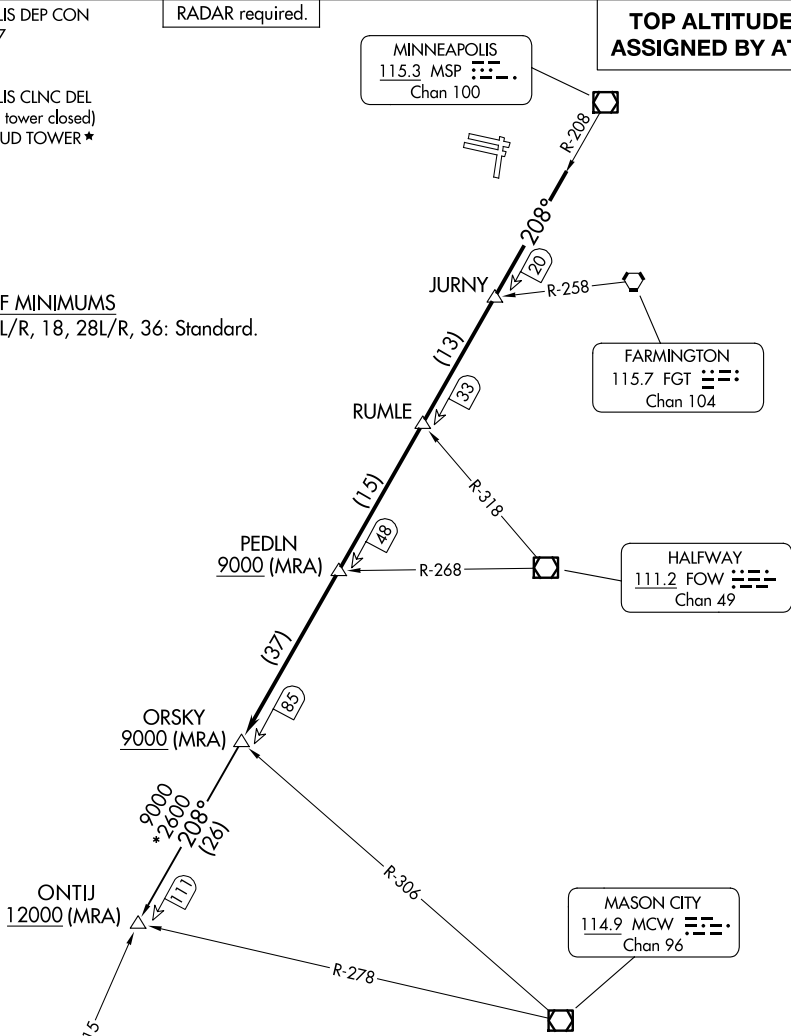 LIS DEP CON
7
RADAR required.
TOP ALTITUDE
ASSIGNED BY AT
MINNEAPOLIS
115.3 MSP
Chan 100
LIS CLNC DEL
tower closed)
UD TOWER★
R-208
208°
20
JURNY
R-258
F MINIMUMS
L/R, 18, 28L/R, 36: Standard.
FARMINGTON
115.7 FGT
Chan 104
(13)
33
RUMLE
R-318
(15)
48
PEDLN
9000 (MRA)
R-268
HALFWAY
111.2 FOW
Chan 49
(37)
85
ORSKY
9000 (MRA)
9000
*2600
208°
(26)
R-306
111
ONTIJ
12000 (MRA)
MASON CITY
114.9 MCW
Chan 96
R-278
15